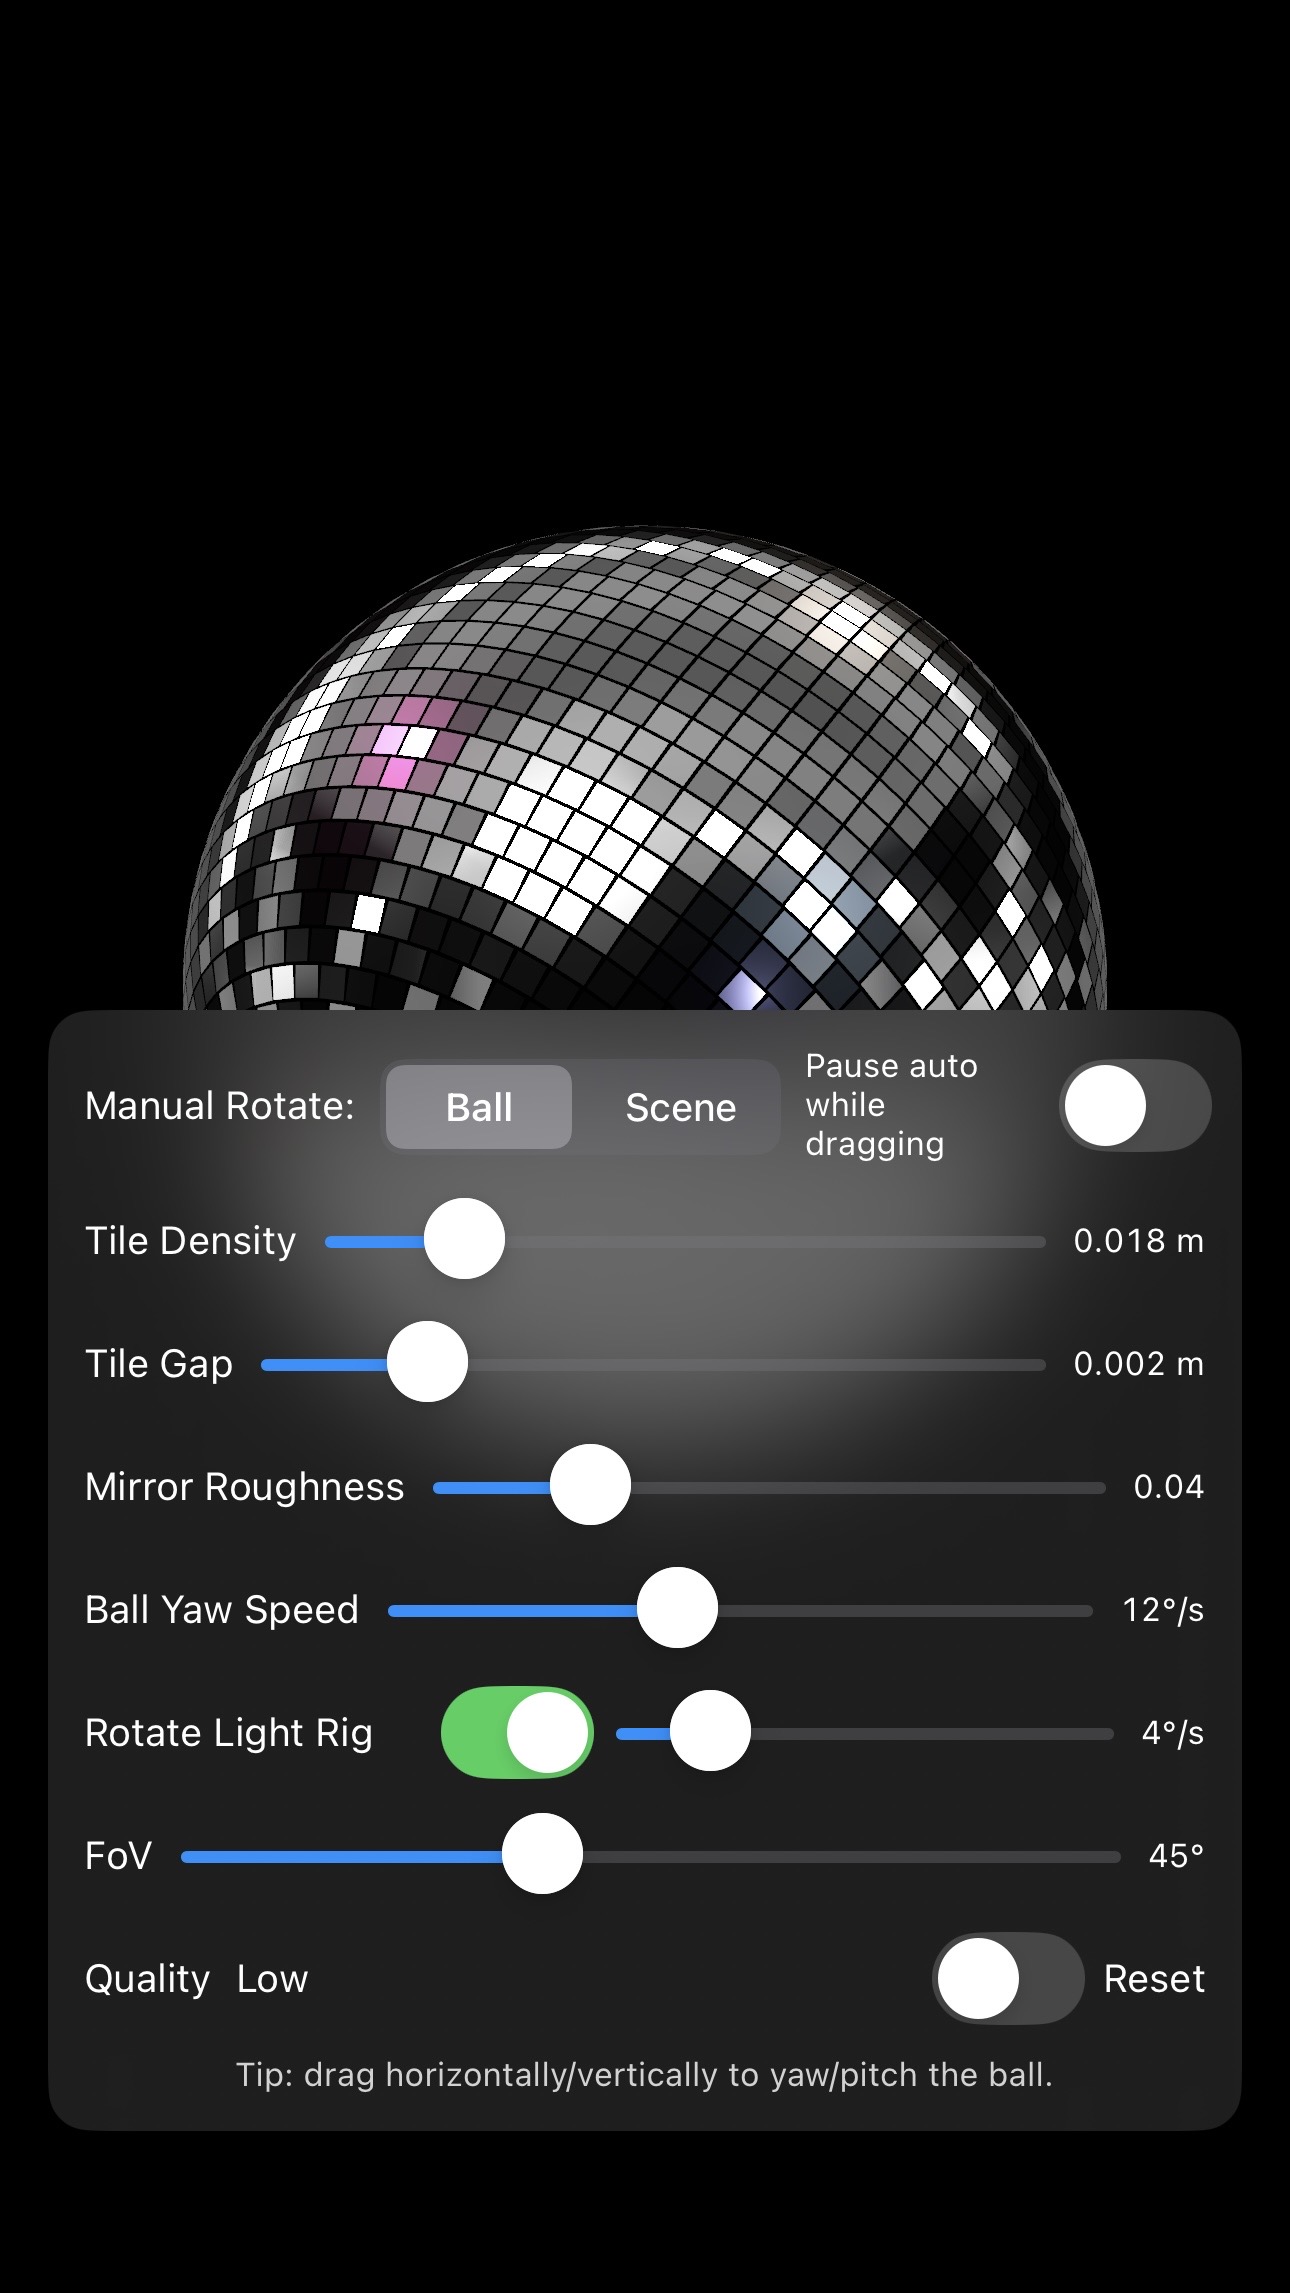 Manual Rotate: Ball Scene Pause auto
while
dragging
Tile Density 0.018 m
Tile Gap 0.002 m
Mirror Roughness 0.04
Ball Yaw Speed 12°/s
Rotate Light Rig 4°/s
FoV 45°
Quality Low Reset
Tip: drag horizontally/vertically to yaw/pitch the ball.